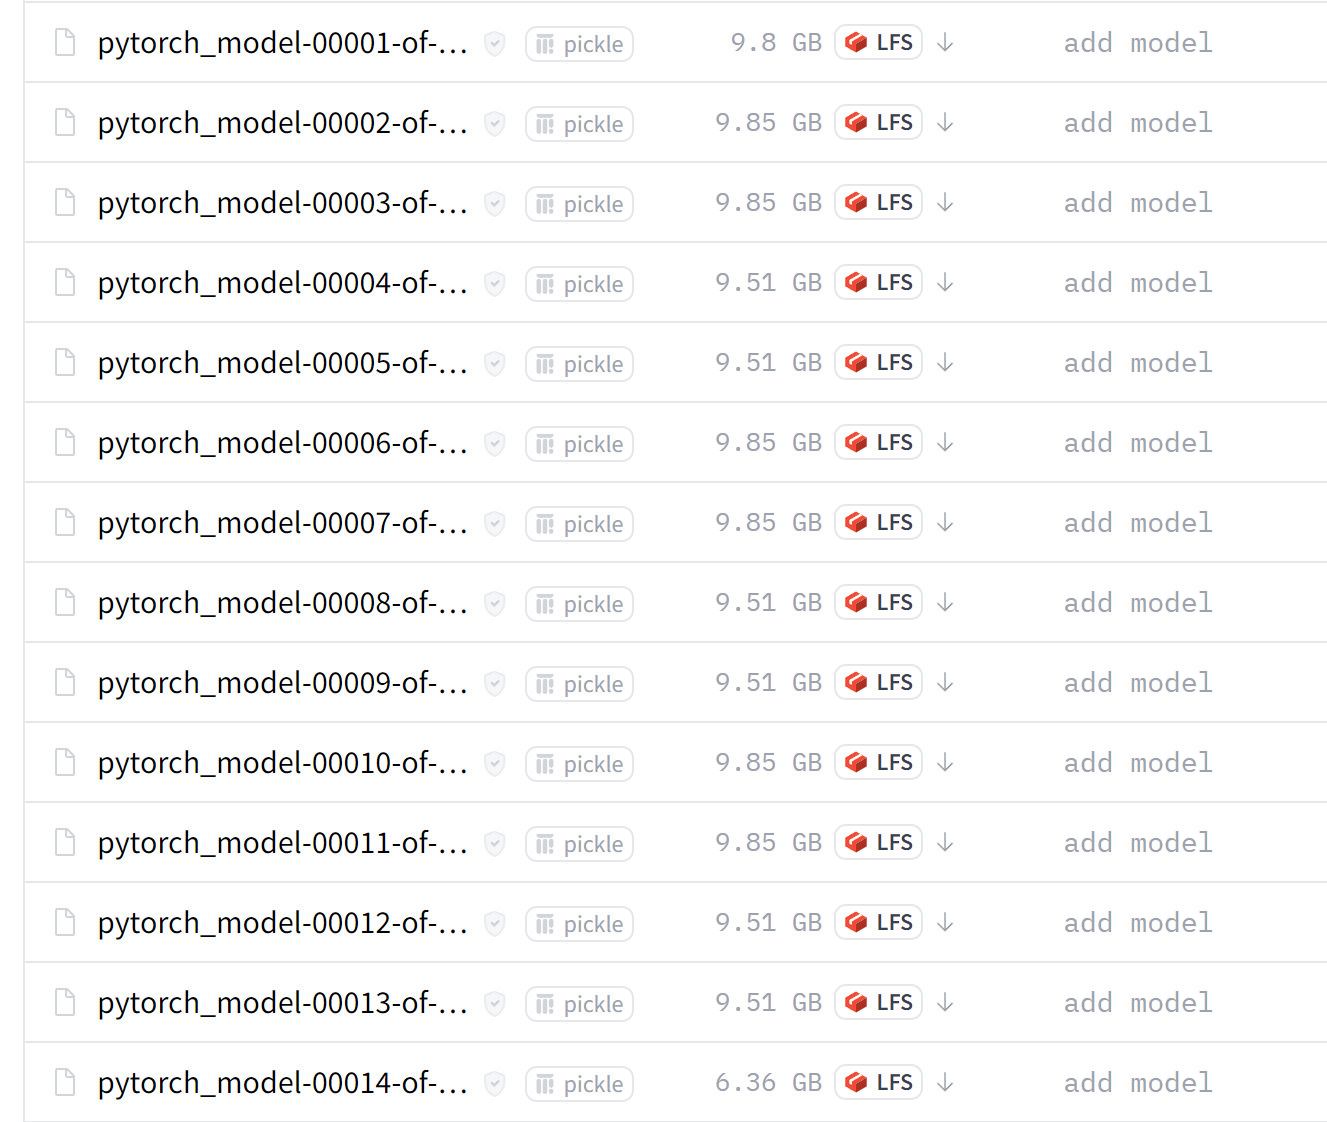 pytorch_model-00001-of-... pickle 9.8 GB LFS add model
pytorch_model-00002-of-... pickle 9.85 GB LFS add model
pytorch_model-00003-of-... pickle 9.85 GB LFS add model
pytorch_model-00004-of-... pickle 9.51 GB LFS add model
pytorch_model-00005-of-... pickle 9.51 GB LFS add model
pytorch_model-00006-of-... pickle 9.85 GB LFS add model
pytorch_model-00007-of-... pickle 9.85 GB LFS add model
pytorch_model-00008-of-... pickle 9.51 GB LFS add model
pytorch_model-00009-of-... pickle 9.51 GB LFS add model
pytorch_model-00010-of-... pickle 9.85 GB LFS add model
pytorch_model-00011-of-... pickle 9.85 GB LFS add model
pytorch_model-00012-of-... pickle 9.51 GB LFS add model
pytorch_model-00013-of-... pickle 9.51 GB LFS add model
pytorch_model-00014-of-... pickle 6.36 GB LFS add model